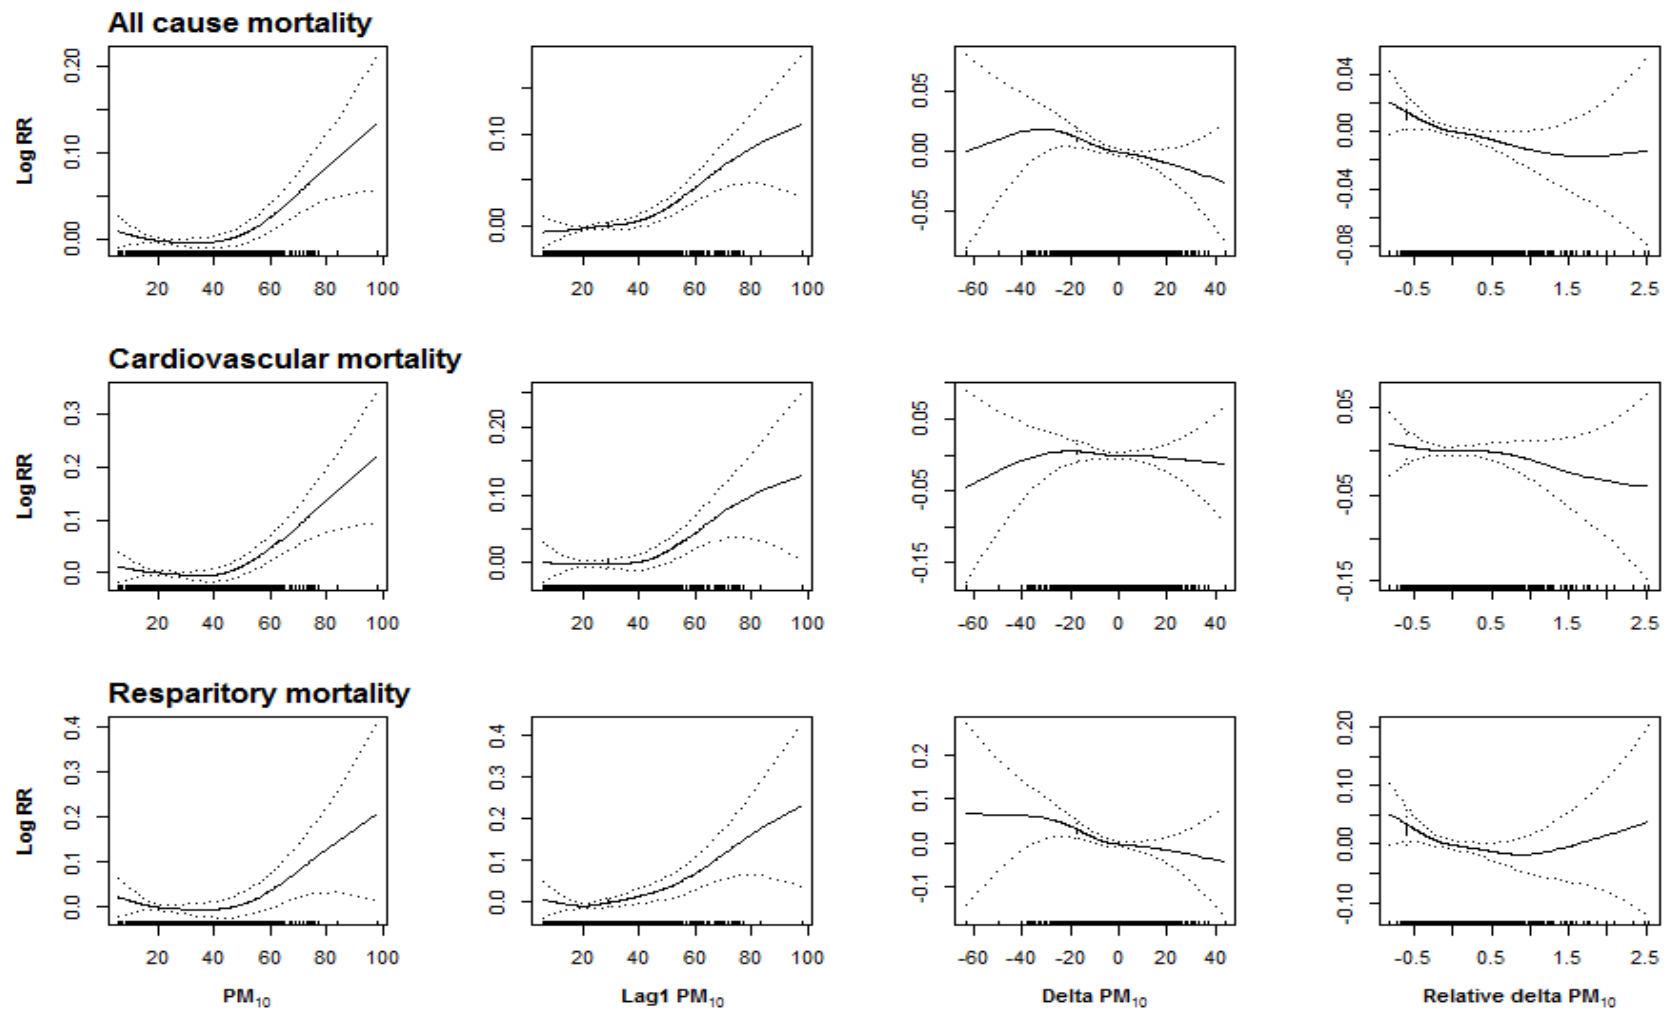 All cause mortality
Log RR
0.00 0.10 0.20
20 40 60 80 100
0.00 0.10
20 40 60 80 100
-0.05 0.00 0.05
-60 -40 -20 0 20 40
-0.08 -0.04 0.00 0.04
-0.5 0.5 1.5 2.5
Cardiovascular mortality
Log RR
0.0 0.1 0.2 0.3
20 40 60 80 100
0.00 0.10 0.20
20 40 60 80 100
-0.15 -0.05 0.05
-60 -40 -20 0 20 40
-0.15 -0.05 0.05
-0.5 0.5 1.5 2.5
Resparitory mortality
Log RR
0.0 0.1 0.2 0.3 0.4
20 40 60 80 100
0.0 0.1 0.2 0.3 0.4
20 40 60 80 100
-0.1 0.0 0.1 0.2
-60 -40 -20 0 20 40
-0.10 0.00 0.10 0.20
-0.5 0.5 1.5 2.5
PM₁₀ Lag1 PM₁₀ Delta PM₁₀ Relative delta PM₁₀